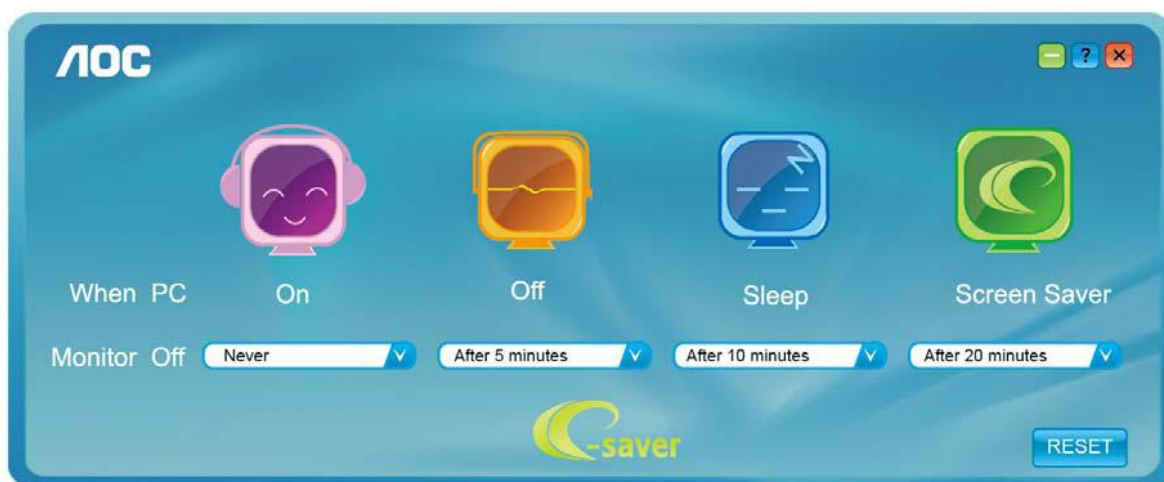 AOC
?
When PC On Off Sleep Screen Saver
Monitor Off Never After 5 minutes After 10 minutes After 20 minutes
e-saver
RESET